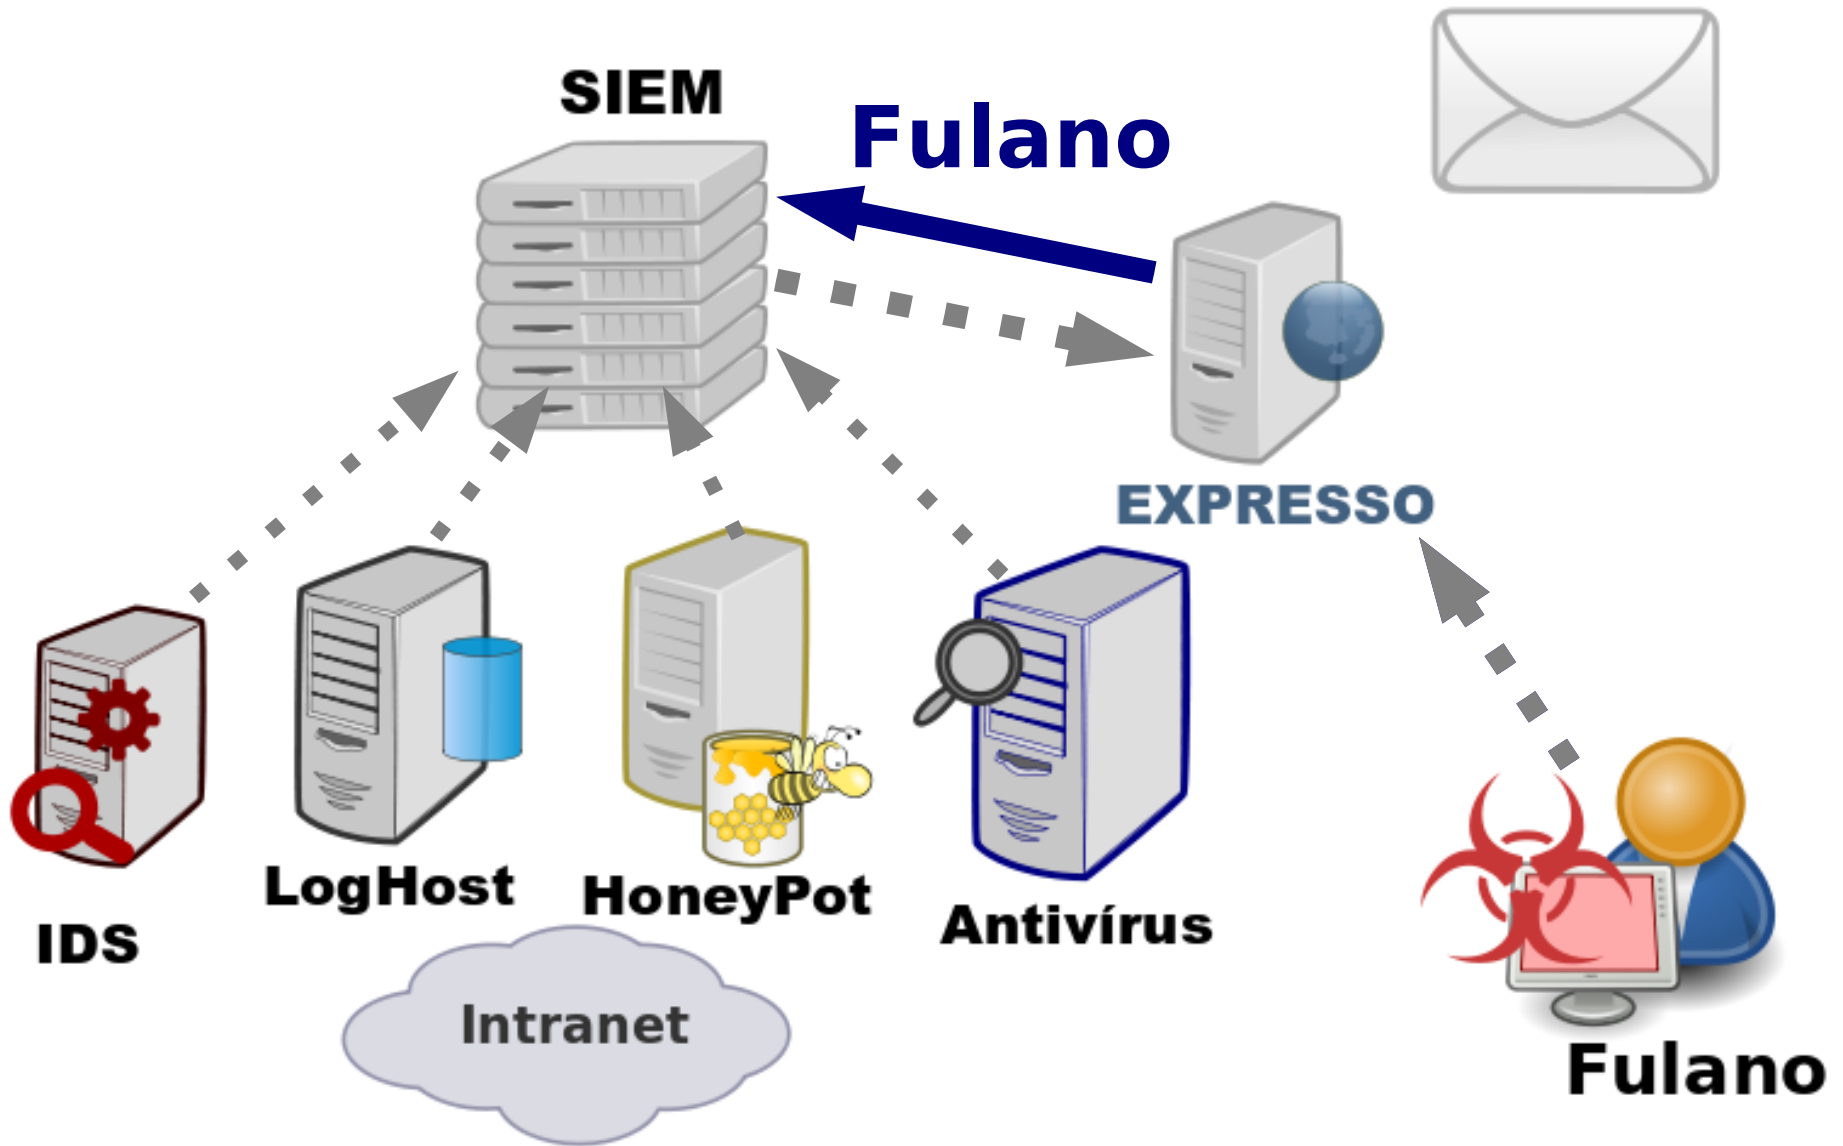 SIEM
Fulano
EXPRESSO
IDS
LogHost
HoneyPot
Antivírus
Intranet
Fulano